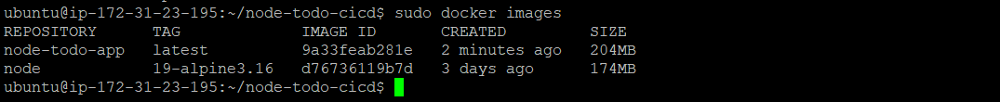 ubuntu@ip-172-31-23-195:~/node-todo-cicd$ sudo docker images
REPOSITORY      TAG             IMAGE ID       CREATED         SIZE
node-todo-app   latest          9a33feab281e   2 minutes ago   204MB
node            19-alpine3.16   d76736119b7d   3 days ago      174MB
ubuntu@ip-172-31-23-195:~/node-todo-cicd$